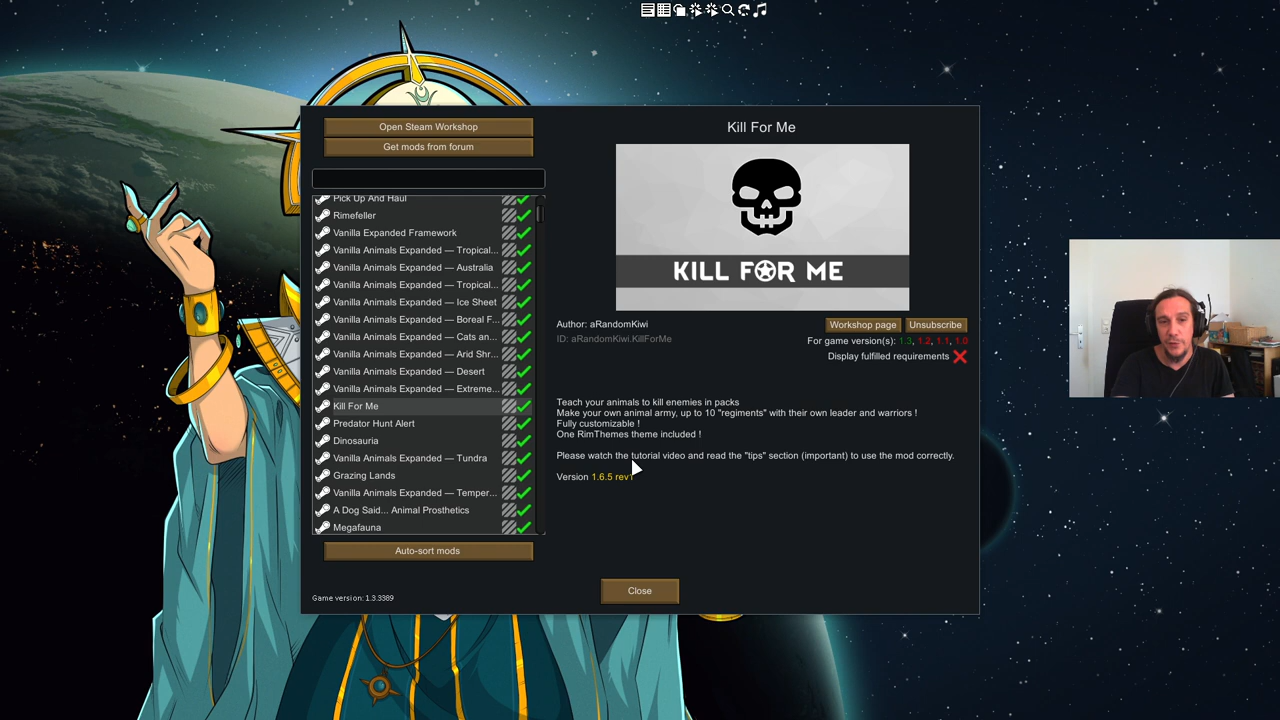 Open Steam Workshop
Get mods from forum
Pick Up And Haul
Rimefeller
Vanilla Expanded Framework
Vanilla Animals Expanded — Tropical...
Vanilla Animals Expanded — Australia
Vanilla Animals Expanded — Tropical...
Vanilla Animals Expanded — Ice Sheet
Vanilla Animals Expanded — Boreal F...
Vanilla Animals Expanded — Cats an...
Vanilla Animals Expanded — Arid Shr...
Vanilla Animals Expanded — Desert
Vanilla Animals Expanded — Extreme...
Kill For Me
Predator Hunt Alert
Dinosauria
Vanilla Animals Expanded — Tundra
Grazing Lands
Vanilla Animals Expanded — Temper...
A Dog Said... Animal Prosthetics
Megafauna
Auto-sort mods
Game version: 1.3.3389
Kill For Me
KILL FOR ME
Author: aRandomKiwi
ID: aRandomKiwi.KillForMe
Workshop page
Unsubscribe
For game version(s): 1.3, 1.2, 1.1, 1.0
Display fulfilled requirements
Teach your animals to kill enemies in packs
Make your own animal army, up to 10 "regiments" with their own leader and warriors !
Fully customizable !
One RimThemes theme included !
Please watch the tutorial video and read the "tips" section (important) to use the mod correctly.
Version 1.6.5 rev1
Close